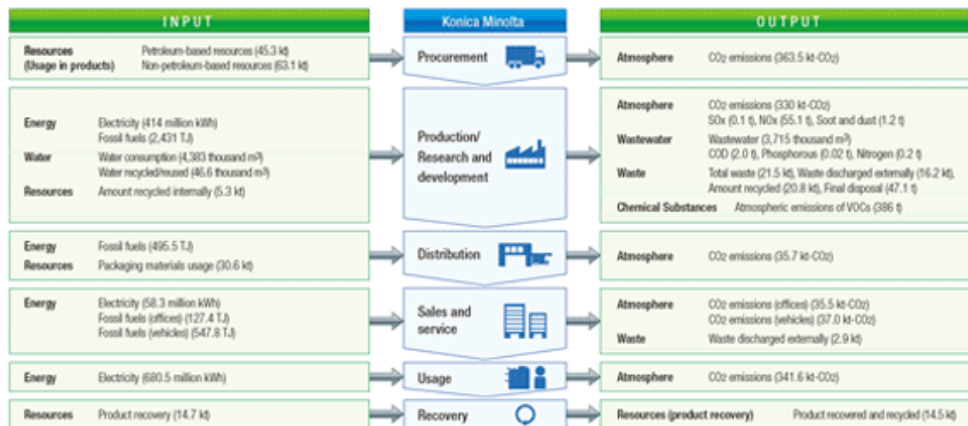 INPUT
Konica Minolta
OUTPUT
Resources
(Usage in products)
Petroleum-based resources (45.3 kt)
Non-petroleum-based resources (63.1 kt)
Procurement
Atmosphere CO2 emissions (363.5 kt-CO2)
Energy Electricity (414 million kWh)
Fossil fuels (2,431 TJ)
Water Water consumption (4,383 thousand m3)
Water recycled/reused (46.6 thousand m3)
Resources Amount recycled internally (5.3 kt)
Production/
Research and
development
Atmosphere CO2 emissions (330 kt-CO2)
SOx (0.1 t), NOx (55.1 t), Soot and dust (1.2 t)
Wastewater Wastewater (3,715 thousand m3)
COD (2.0 t), Phosphorous (0.02 t), Nitrogen (0.2 t)
Waste Total waste (21.5 kt), Waste discharged externally (16.2 kt),
Amount recycled (20.8 kt), Final disposal (47.1 t)
Chemical Substances Atmospheric emissions of VOCs (386 t)
Energy Fossil fuels (495.5 TJ)
Resources Packaging materials usage (30.6 kt)
Distribution
Atmosphere CO2 emissions (35.7 kt-CO2)
Energy Electricity (58.3 million kWh)
Fossil fuels (offices) (127.4 TJ)
Fossil fuels (vehicles) (547.8 TJ)
Sales and
service
Atmosphere CO2 emissions (offices) (35.5 kt-CO2)
CO2 emissions (vehicles) (37.0 kt-CO2)
Waste Waste discharged externally (2.9 kt)
Energy Electricity (680.5 million kWh)
Usage
Atmosphere CO2 emissions (341.6 kt-CO2)
Resources Product recovery (14.7 kt)
Recovery
Resources (product recovery) Product recovered and recycled (14.5 kt)